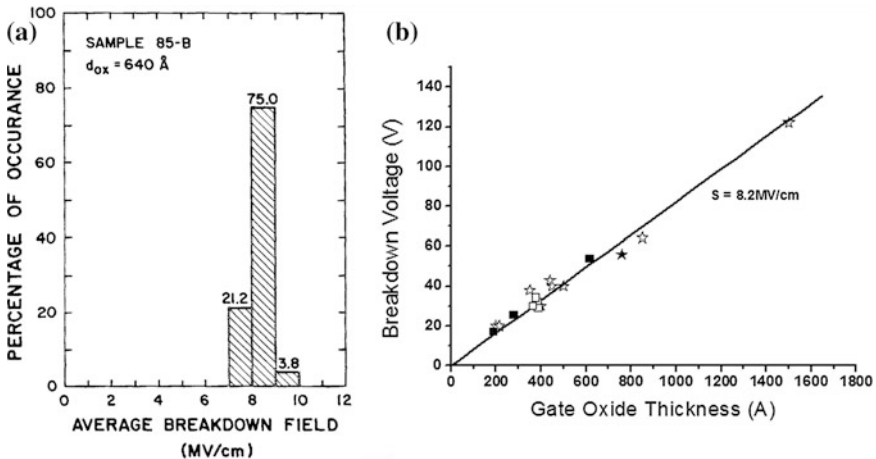 (a)
SAMPLE 85-B
dox = 640 Å
PERCENTAGE OF OCCURANCE
100
80
60
40
20
0
75.0
21.2
3.8
0 2 4 6 8 10 12
AVERAGE BREAKDOWN FIELD
(MV/cm)
(b)
Breakdown Voltage (V)
140
120
100
80
60
40
20
0
S = 8.2MV/cm
0 200 400 600 800 1000 1200 1400 1600 1800
Gate Oxide Thickness (A)